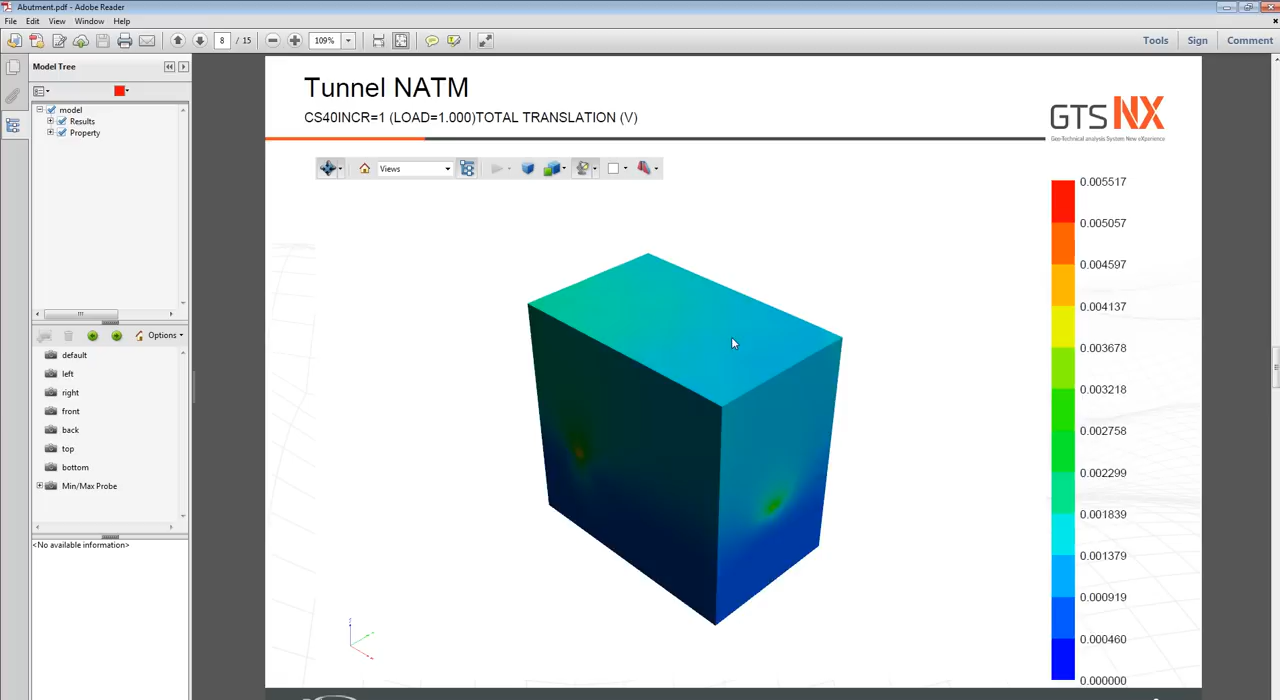 Abutment.pdf - Adobe Reader
File Edit View Window Help
8 / 15 109% Tools Sign Comment
Model Tree
model
Results
Property
Options
default
left
right
front
back
top
bottom
Min/Max Probe
<No available information>
Tunnel NATM
CS40INCR=1 (LOAD=1.000)TOTAL TRANSLATION (V)
GTS NX
Geo-Technical analysis System New eXperience
Views
0.005517
0.005057
0.004597
0.004137
0.003678
0.003218
0.002758
0.002299
0.001839
0.001379
0.000919
0.000460
0.000000